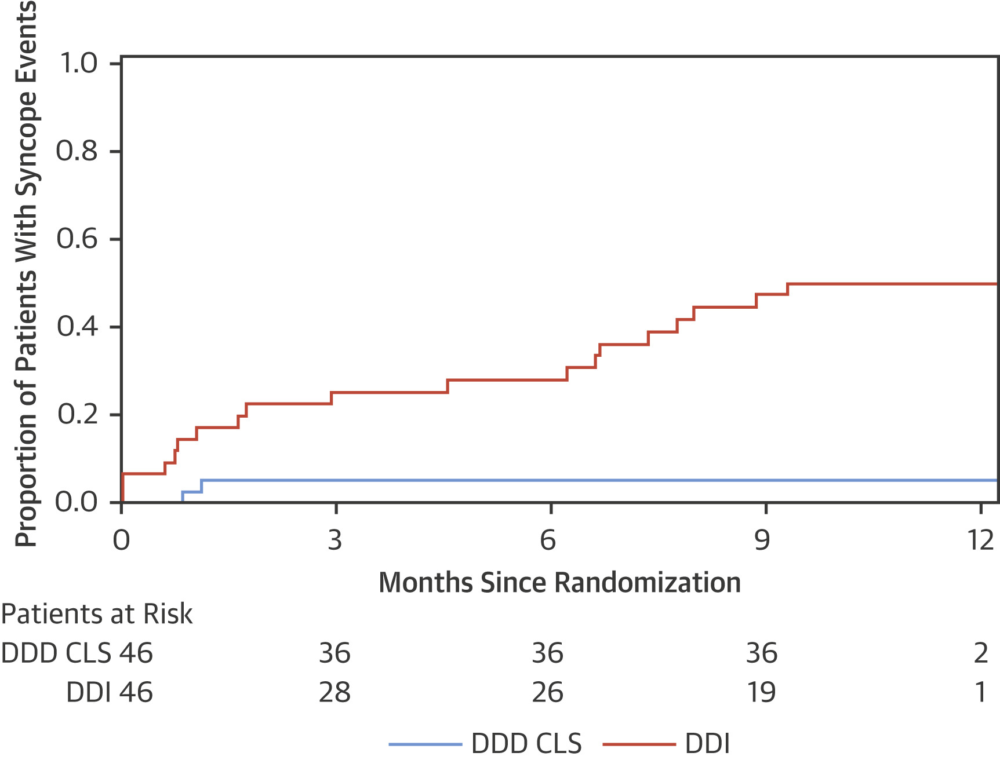 Proportion of Patients With Syncope Events
1.0
0.8
0.6
0.4
0.2
0.0
0 3 6 9 12
Months Since Randomization
Patients at Risk
DDD CLS 46 36 36 36 2
DDI 46 28 26 19 1
DDD CLS DDI